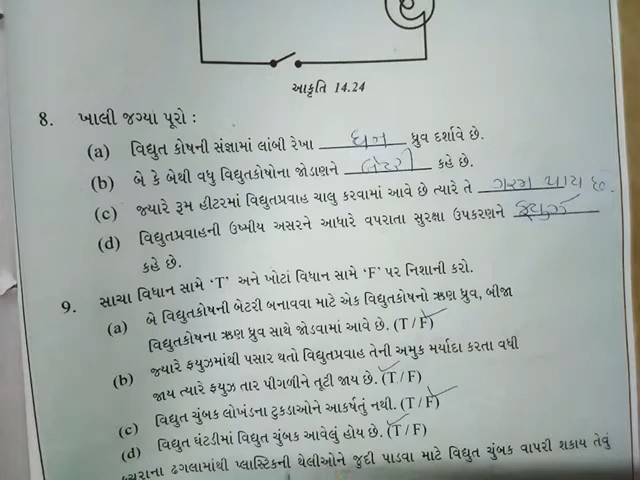 આકૃતિ 14.24
8. ખાલી જગ્યા પૂરો :
(a) વિદ્યુત કોષની સંજ્ઞામાં લાંબી રેખા ધન ધ્રુવ દર્શાવે છે.
(b) બે કે બેથી વધુ વિદ્યુતકોષોના જોડાણને બેટરી કહે છે.
(c) જ્યારે રૂમ હીટરમાં વિદ્યુતપ્રવાહ ચાલુ કરવામાં આવે છે ત્યારે તે ગરમ થાય છે
(d) વિદ્યુતપ્રવાહની ઉષ્મીય અસરને આધારે વપરાતા સુરક્ષા ઉપકરણને ફ્યુઝ
કહે છે.
9. સાચા વિધાન સામે ‘T’ અને ખોટાં વિધાન સામે ‘F’ પર નિશાની કરો.
(a) બે વિદ્યુતકોષની બેટરી બનાવવા માટે એક વિદ્યુતકોષનો ઋણ ધ્રુવ, બીજા
વિદ્યુતકોષના ઋણ ધ્રુવ સાથે જોડવામાં આવે છે. (T / F)
(b) જ્યારે ફયુઝમાંથી પસાર થતો વિદ્યુતપ્રવાહ તેની અમુક મર્યાદા કરતા વધી
જાય ત્યારે ફયુઝ તાર પીગળીને તૂટી જાય છે. (T / F)
(c) વિદ્યુત ચુંબક લોખંડના ટુકડાઓને આકર્ષતું નથી. (T / F)
(d) વિદ્યુત ઘંટડીમાં વિદ્યુત ચુંબક આવેલું હોય છે. (T / F)
ઢગલામાંથી પ્લાસ્ટિકની થેલીઓને જુદી પાડવા માટે વિદ્યુત ચુંબક વાપરી શકાય તેવું